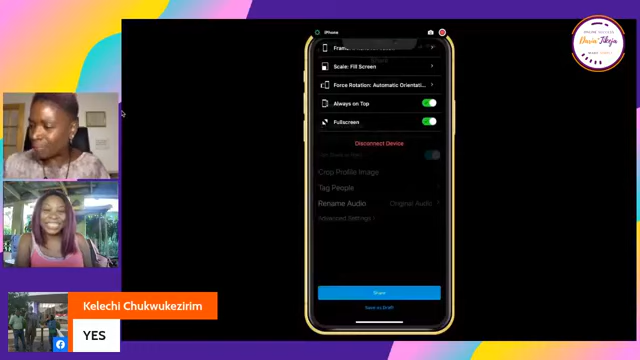 iPhone
Scale: Fill Screen
Force Rotation: Automatic Orientati...
Always on Top
Fullscreen
Disconnect Device
Crop Profile Image
Tag People
Rename Audio
Original Audio
Advanced Settings
Share
Save as Draft
Kelechi Chukwukezirim
YES